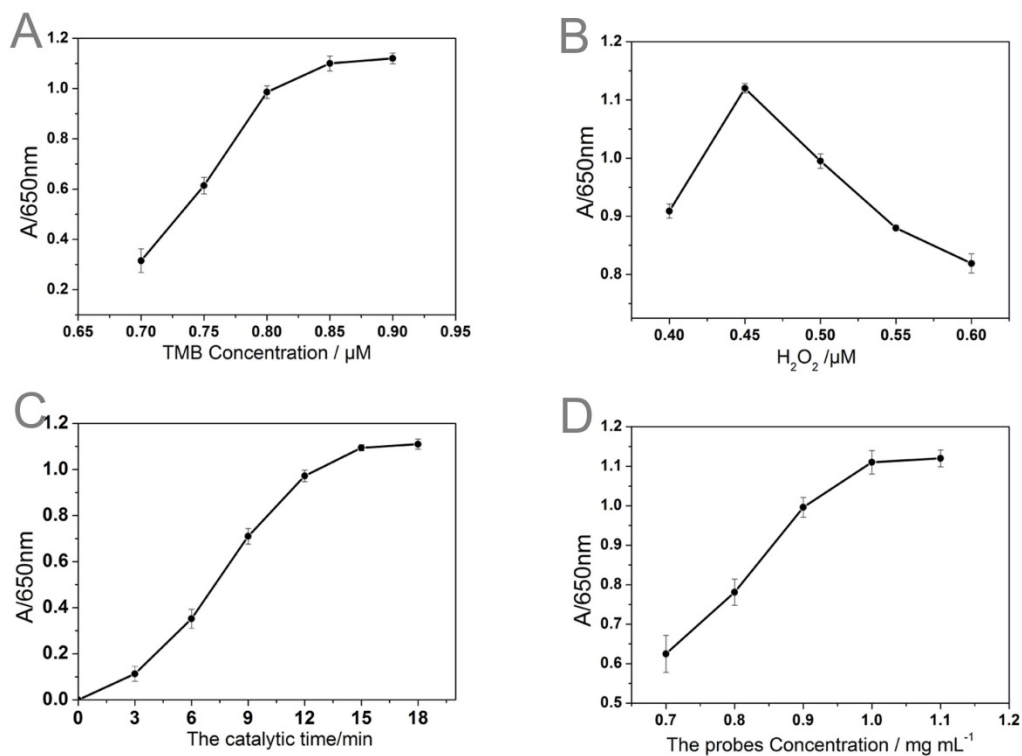 A
1.2
1.0
0.8
0.6
0.4
0.2
A/650nm
0.65 0.70 0.75 0.80 0.85 0.90 0.95
TMB Concentration / μM
B
1.2
1.1
1.0
0.9
0.8
A/650nm
0.40 0.45 0.50 0.55 0.60
H₂O₂ /μM
C
1.2
1.0
0.8
0.6
0.4
0.2
0.0
A/650nm
0 3 6 9 12 15 18
The catalytic time/min
D
1.2
1.1
1.0
0.9
0.8
0.7
0.6
0.5
A/650nm
0.7 0.8 0.9 1.0 1.1 1.2
The probes Concentration / mg mL⁻¹